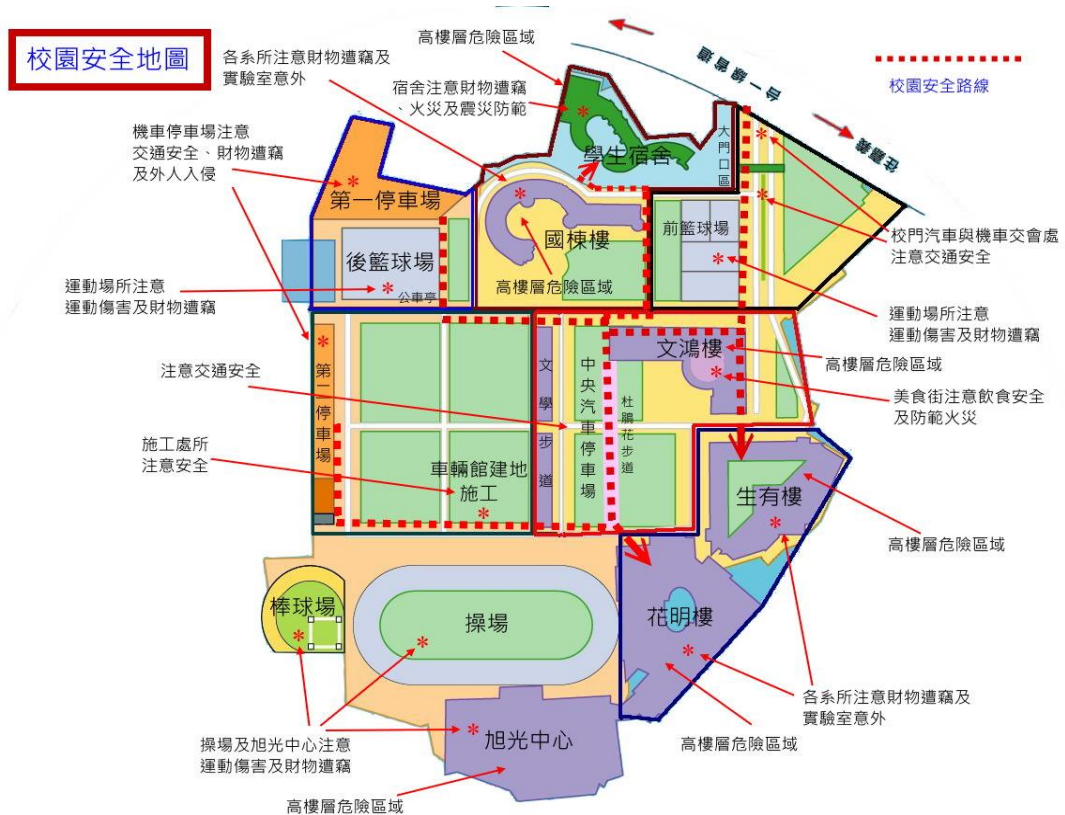 校園安全地圖
校園安全路線
台一線省道
往嘉義
高樓層危險區域
各系所注意財物遭竊及
實驗室意外
宿舍注意財物遭竊
、火災及震災防範
機車停車場注意
交通安全、財物遭竊
及外人入侵
大門口區
學生宿舍
第一停車場
國棟樓
前籃球場
後籃球場
公車亭
高樓層危險區域
校門汽車與機車交會處
注意交通安全
運動場所注意
運動傷害及財物遭竊
運動場所注意
運動傷害及財物遭竊
文鴻樓
高樓層危險區域
注意交通安全
第二停車場
文學步道
中央汽車停車場
杜鵑花步道
美食街注意飲食安全
及防範火災
施工處所
注意安全
車輛館建地
施工
生有樓
高樓層危險區域
棒球場
操場
花明樓
各系所注意財物遭竊及
實驗室意外
旭光中心
高樓層危險區域
操場及旭光中心注意
運動傷害及財物遭竊
高樓層危險區域